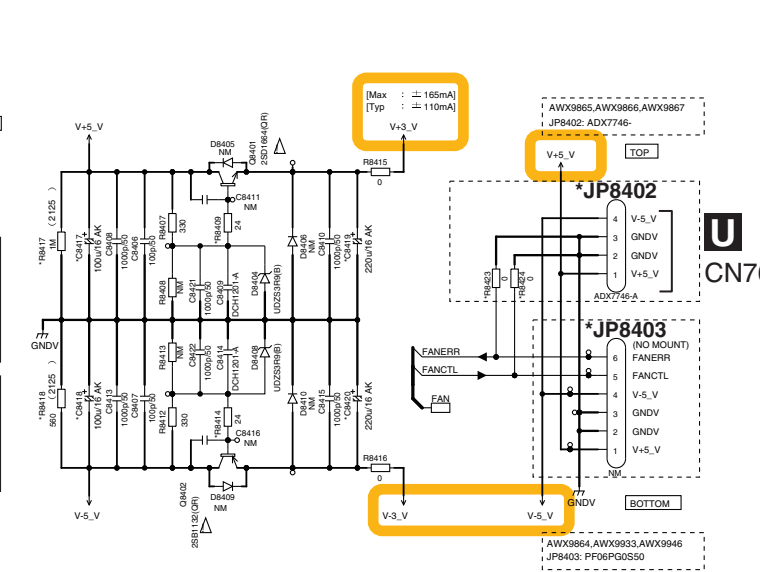 [Max : ± 165mA]
[Typ : ± 110mA]
V+3_V
V+5_V
D8405
NM
Q8401
2SD1664(QR)
R8415
0
C8411
NM
*R8417
1M
(2125 )
*C8417
100u/16 AK
C8408
1000p/50
C8406
100p/50
R8407
330
*R8409
24
D8406
NM
C8410
1000p/50
C8419
220u/16 AK
R8408
NM
C8421
1000p/50
C8409
DCH1201-A
D8404
UDZS3R9(B)
GNDV
*R8418
560
(2125 )
*C8418
100u/16 AK
C8413
1000p/50
C8407
100p/50
R8413
NM
C8422
1000p/50
C8414
DCH1201-A
D8408
UDZS3R9(B)
R8412
330
*R8414
24
D8410
NM
C8415
1000p/50
C8420
220u/16 AK
C8416
NM
R8416
0
Q8402
2SB1132(QR)
D8409
NM
V-5_V
V-3_V
V-5_V
AWX9865,AWX9866,AWX9867
JP8402: ADX7746-
V+5_V
TOP
*JP8402
4 V-5_V
3 GNDV
2 GNDV
1 V+5_V
ADX7746-A
U
CN70
*R8423
0
*R8424
0
*JP8403
(NO MOUNT)
6 FANERR
5 FANCTL
4 V-5_V
3 GNDV
2 GNDV
1 V+5_V
NM
FANERR
FANCTL
FAN
GNDV
BOTTOM
AWX9864,AWX9933,AWX9946
JP8403: PF06PG0S50